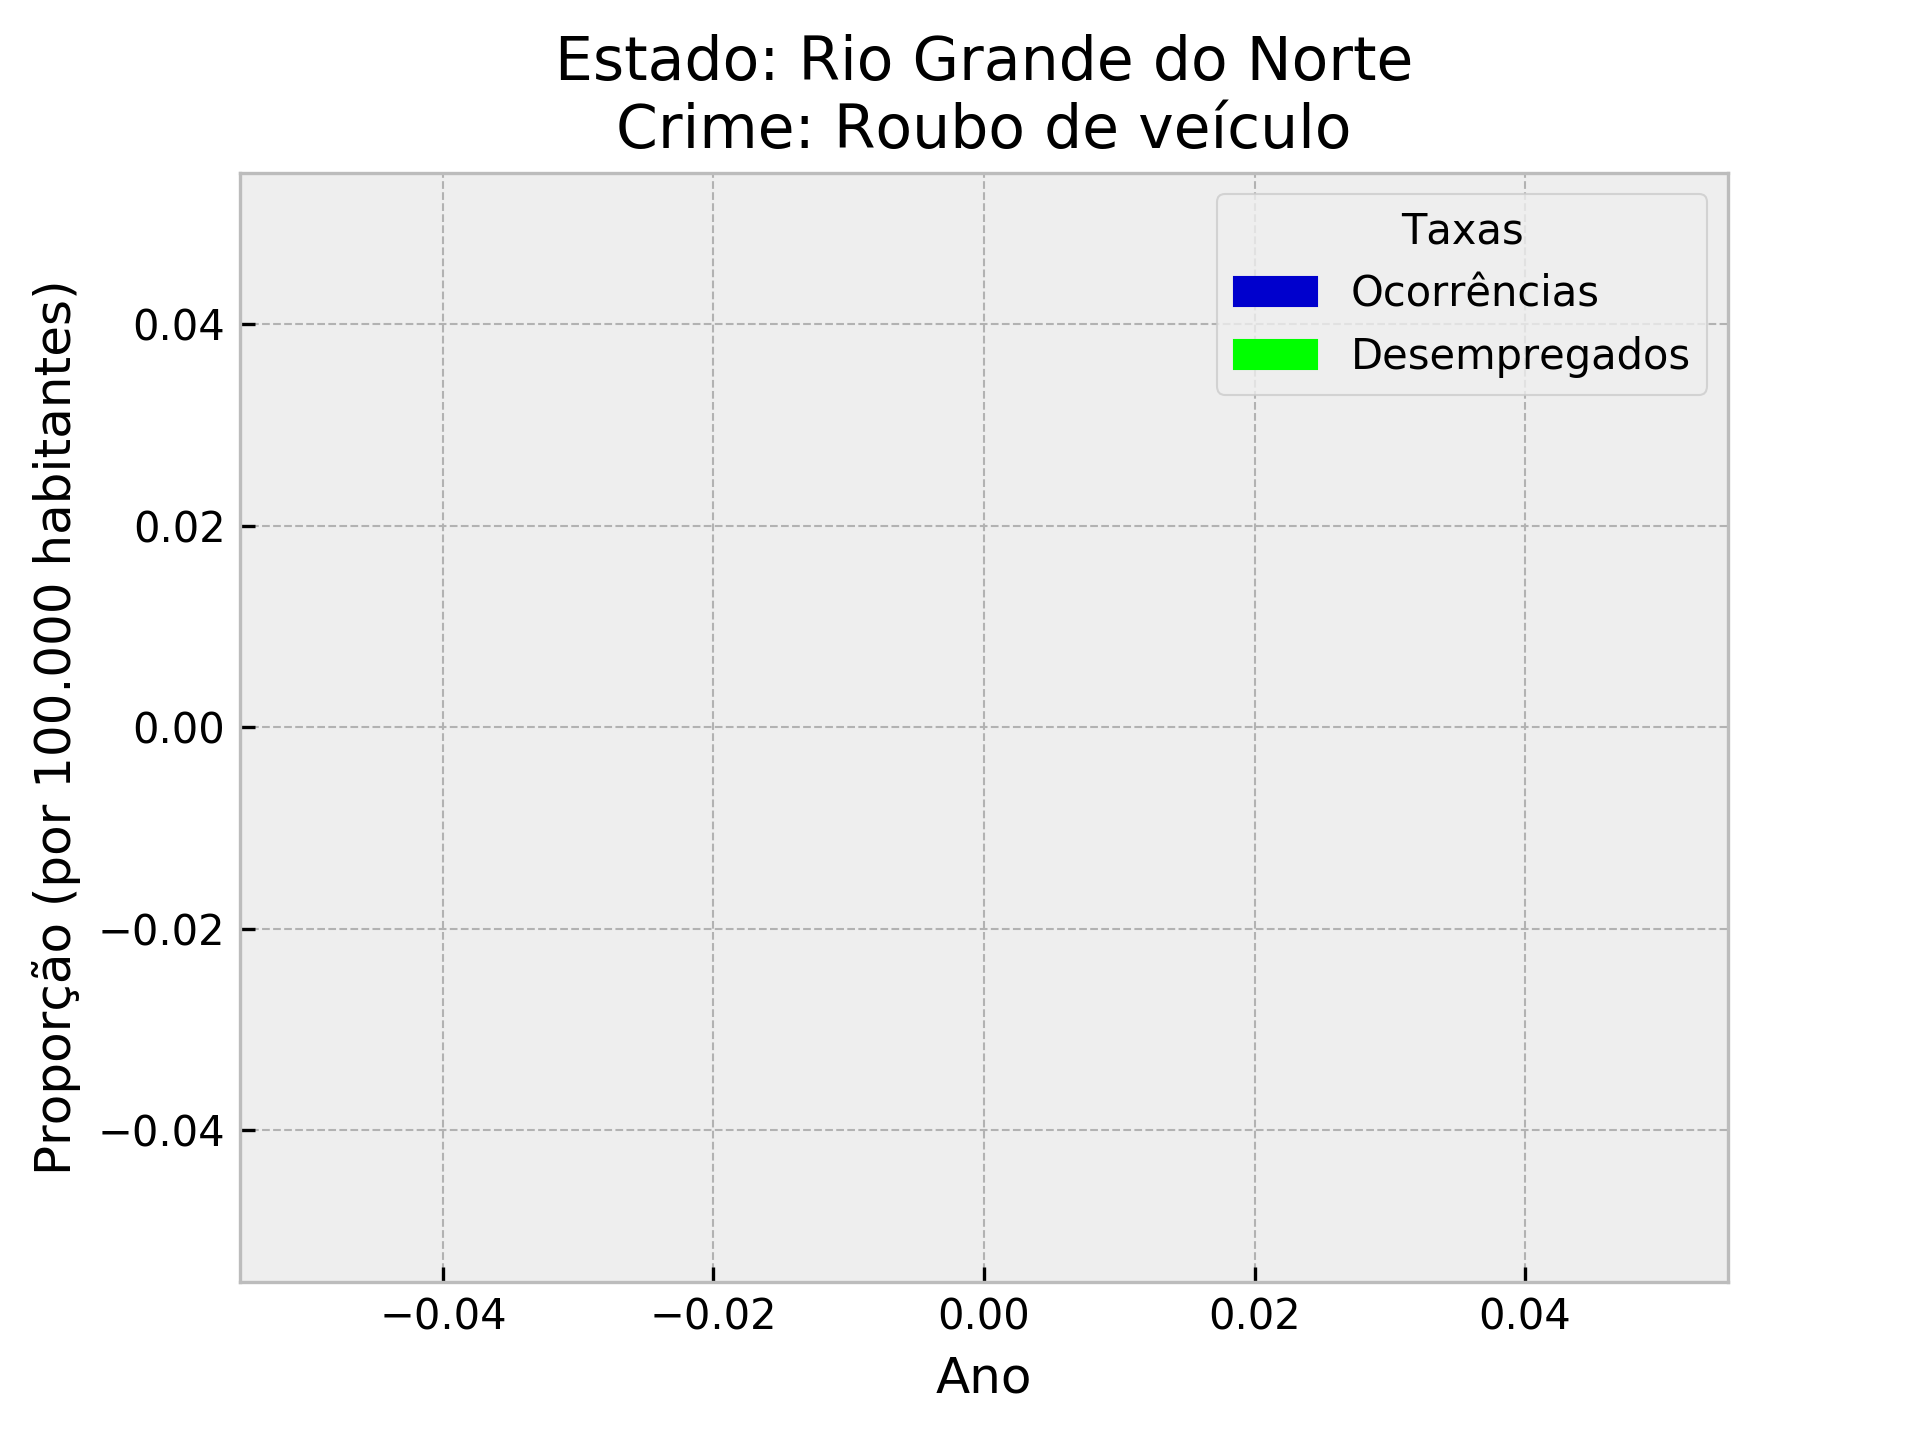 Estado: Rio Grande do Norte
Crime: Roubo de veículo
Taxas
Ocorrências
Desempregados
Proporção (por 100.000 habitantes)
0.04
0.02
0.00
−0.02
−0.04
−0.04 −0.02 0.00 0.02 0.04
Ano